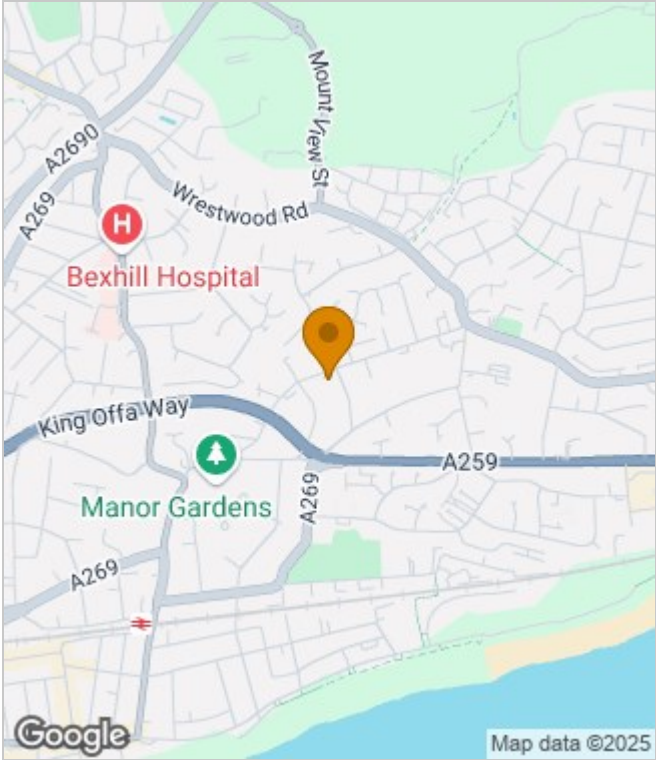 Mount View St
A2690
A269
Wrestwood Rd
H
Bexhill Hospital
King Offa Way
A259
Manor Gardens
A269
A269
Google
Map data ©2025